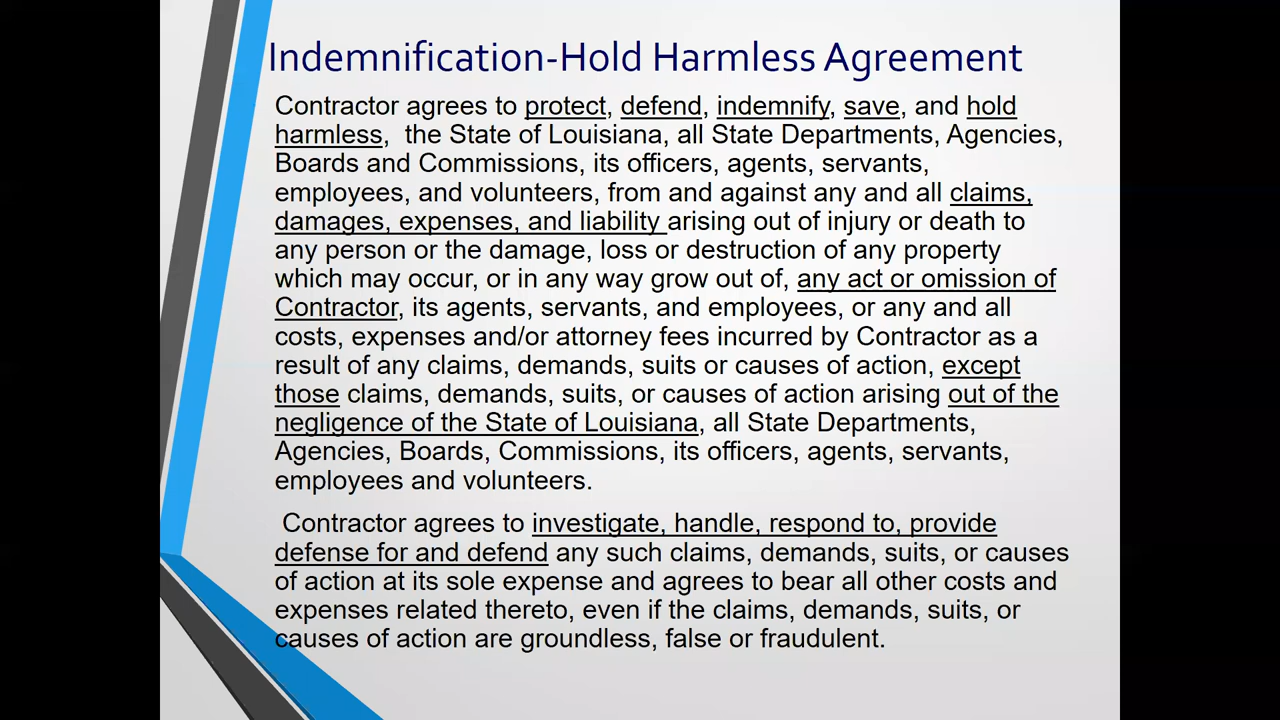 Indemnification-Hold Harmless Agreement
Contractor agrees to protect, defend, indemnify, save, and hold
harmless,  the State of Louisiana, all State Departments, Agencies,
Boards and Commissions, its officers, agents, servants,
employees, and volunteers, from and against any and all claims,
damages, expenses, and liability arising out of injury or death to
any person or the damage, loss or destruction of any property
which may occur, or in any way grow out of, any act or omission of
Contractor, its agents, servants, and employees, or any and all
costs, expenses and/or attorney fees incurred by Contractor as a
result of any claims, demands, suits or causes of action, except
those claims, demands, suits, or causes of action arising out of the
negligence of the State of Louisiana, all State Departments,
Agencies, Boards, Commissions, its officers, agents, servants,
employees and volunteers.
Contractor agrees to investigate, handle, respond to, provide
defense for and defend any such claims, demands, suits, or causes
of action at its sole expense and agrees to bear all other costs and
expenses related thereto, even if the claims, demands, suits, or
causes of action are groundless, false or fraudulent.